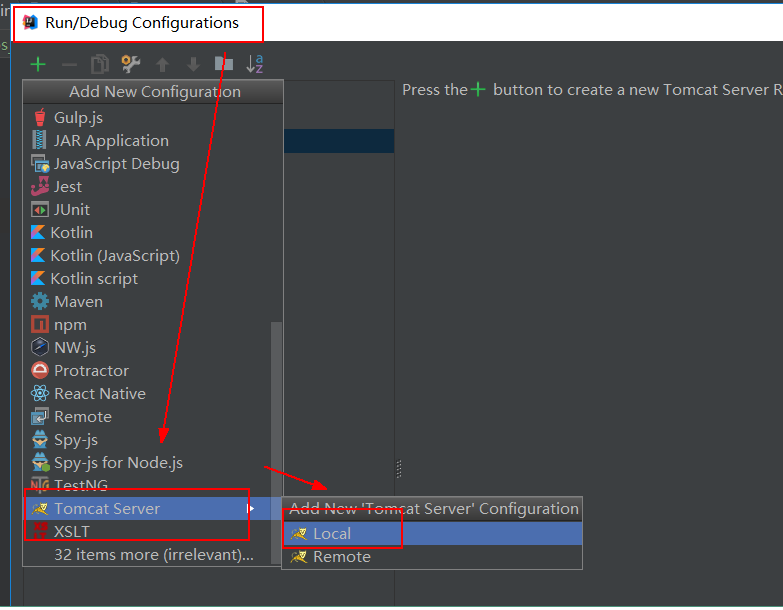 Run/Debug Configurations
Add New Configuration
Press the + button to create a new Tomcat Server R
Gulp.js
JAR Application
JavaScript Debug
Jest
JUnit
Kotlin
Kotlin (JavaScript)
Kotlin script
Maven
npm
NW.js
Protractor
React Native
Remote
Spy-js
Spy-js for Node.js
TestNG
Tomcat Server
XSLT
32 items more (irrelevant)...
Add New 'Tomcat Server' Configuration
Local
Remote